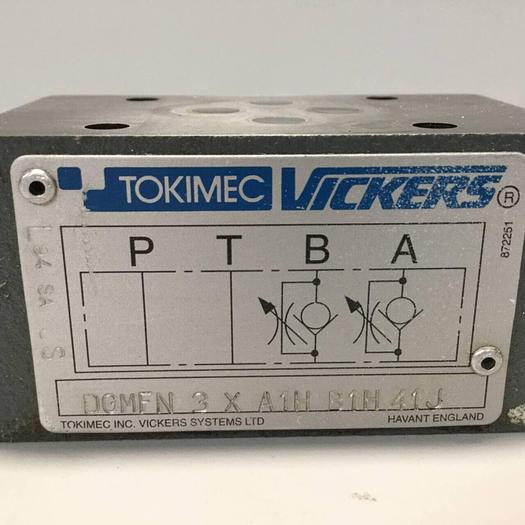 TOKIMEC VICKERS®
P T B A
872251
DGMFN 3 X A1H B1H 41J
TOKIMEC INC. VICKERS SYSTEMS LTD HAVANT ENGLAND